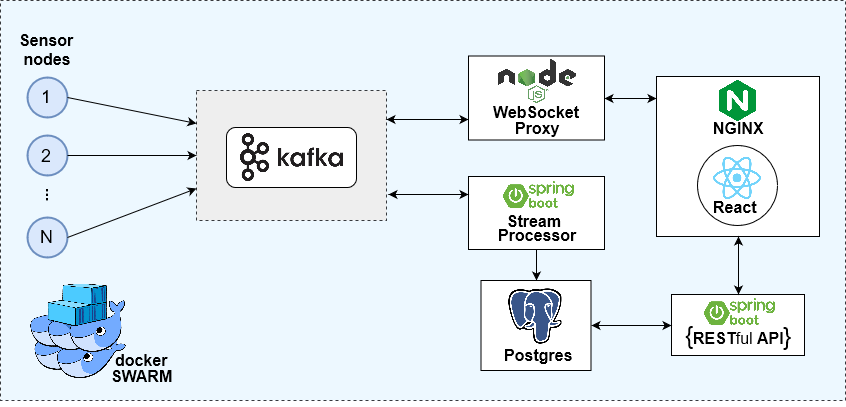 Sensor
nodes
1
2
⋮
N
kafka
node
JS
WebSocket
Proxy
spring
boot
Stream
Processor
Postgres
NGINX
React
spring
boot
{RESTful API}
docker
SWARM